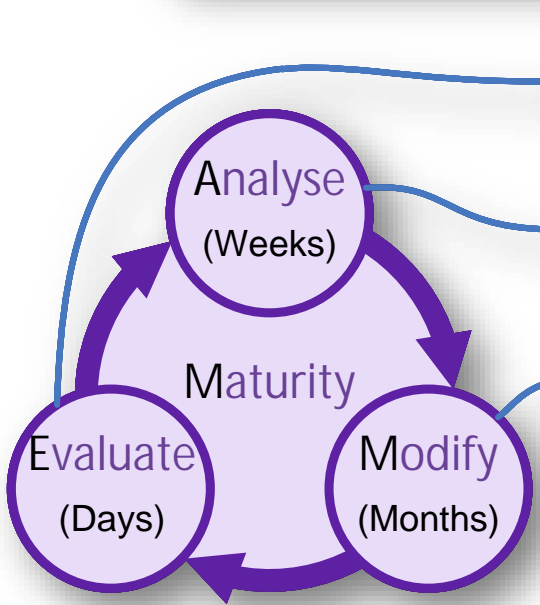 Analyse
(Weeks)
Maturity
Evaluate
(Days)
Modify
(Months)